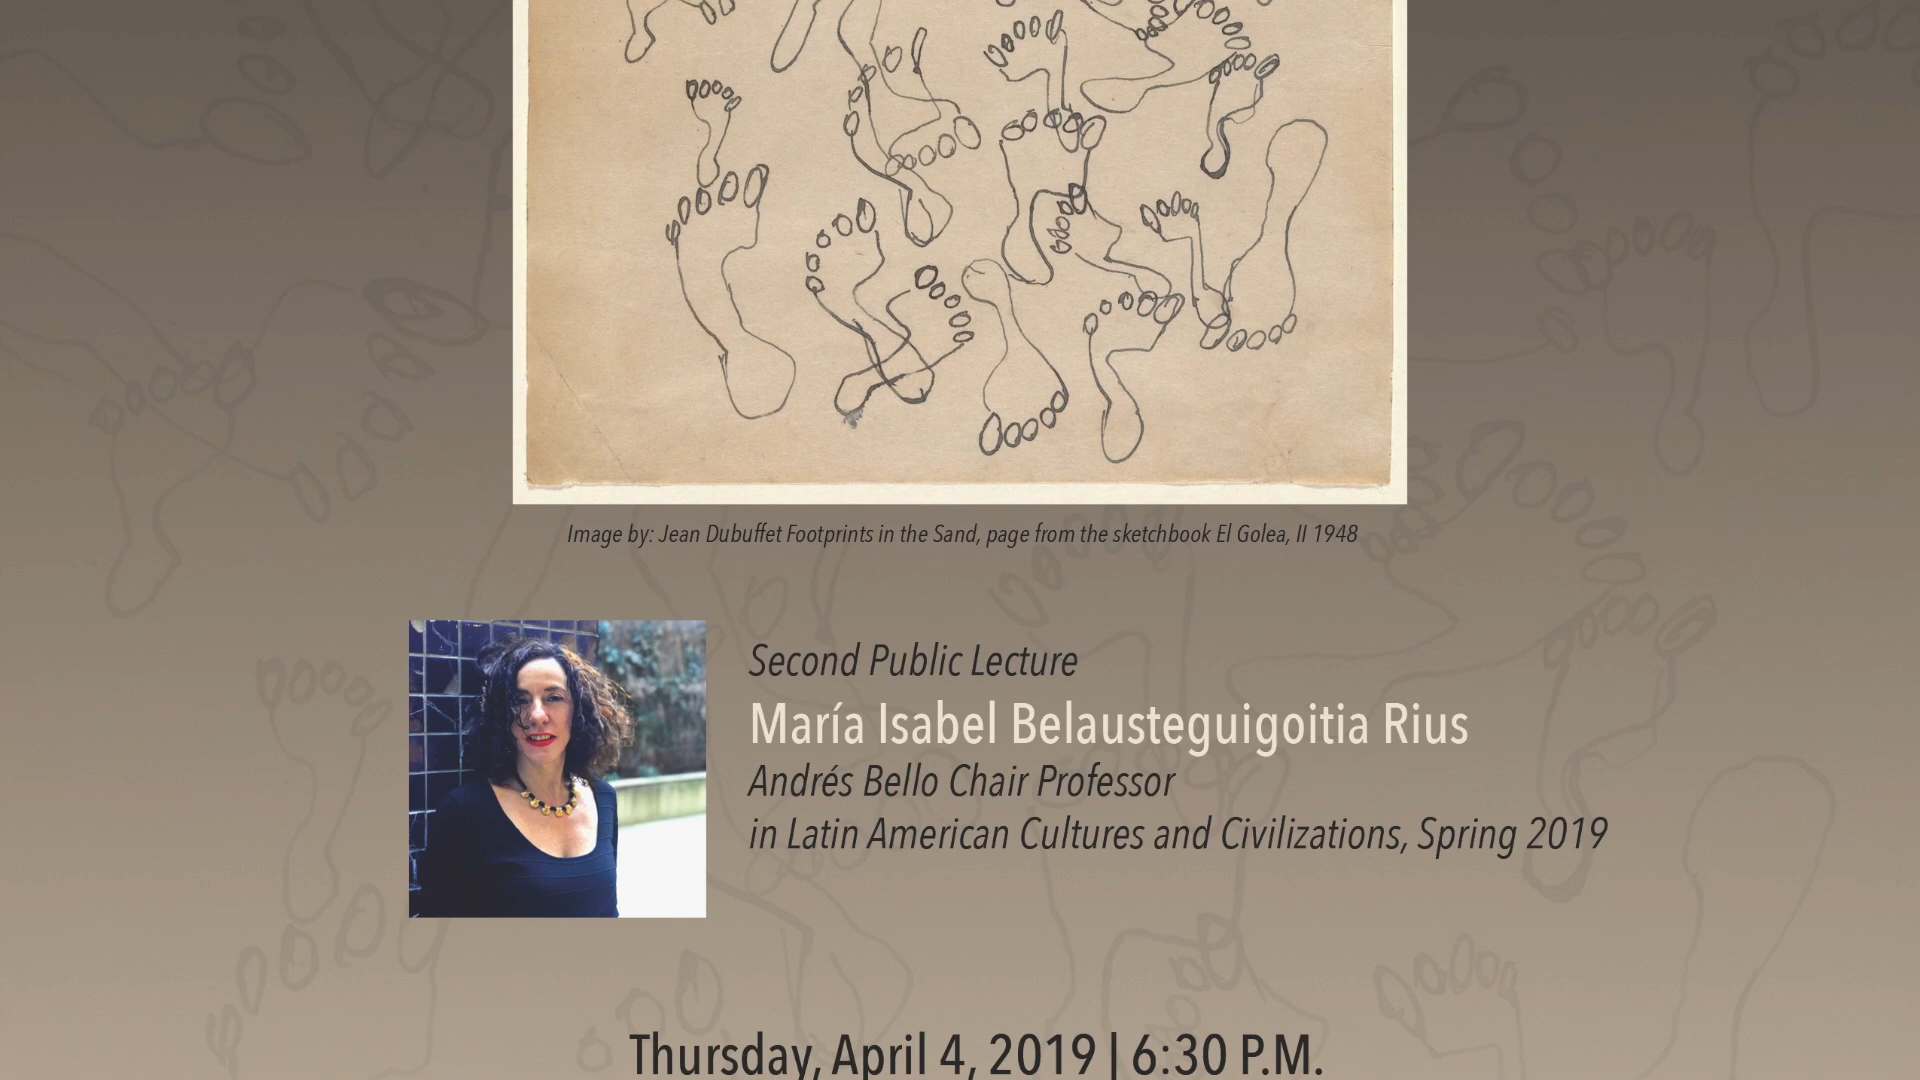 Image by: Jean Dubuffet Footprints in the Sand, page from the sketchbook El Golea, II 1948
Second Public Lecture
María Isabel Belausteguigoitia Rius
Andrés Bello Chair Professor
in Latin American Cultures and Civilizations, Spring 2019
Thursday, April 4, 2019 | 6:30 P.M.